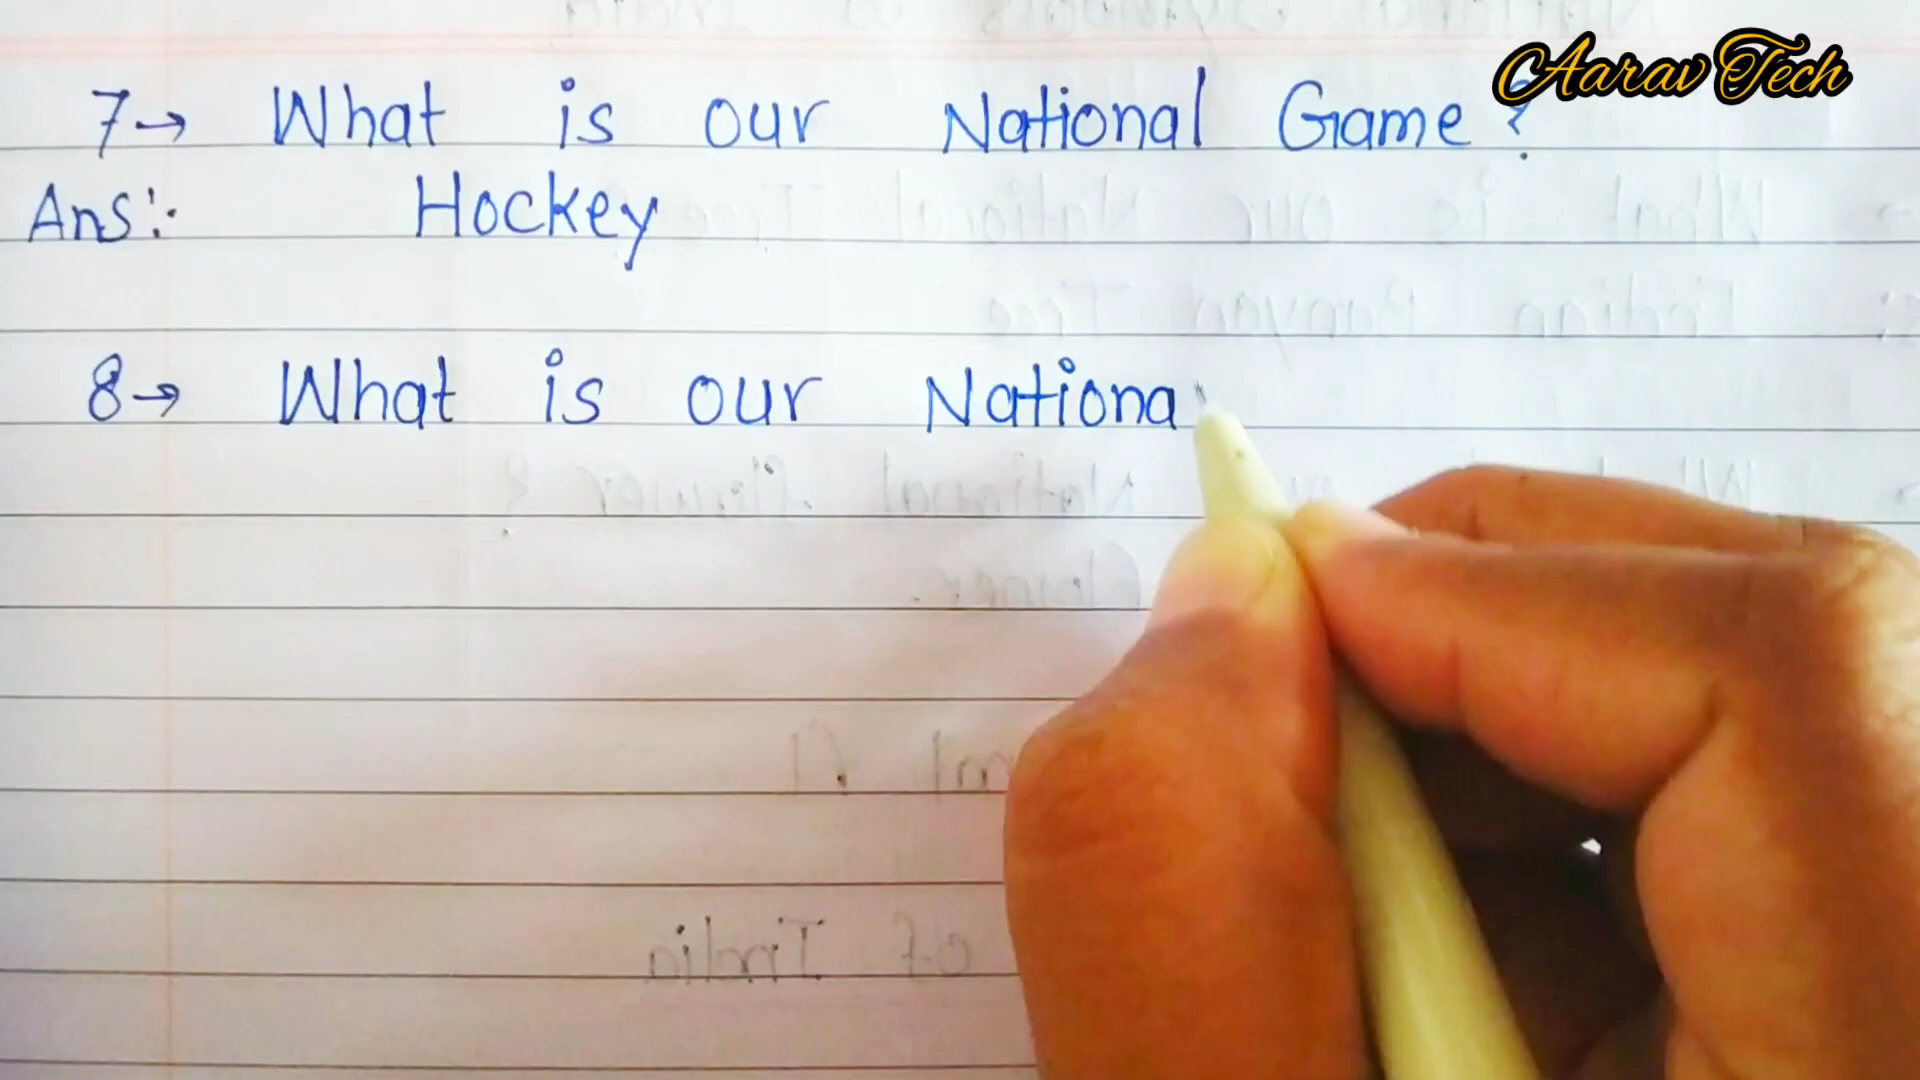 Aarav Tech
7→ What is our National Game?
Ans: Hockey
8→ What is our Nationa